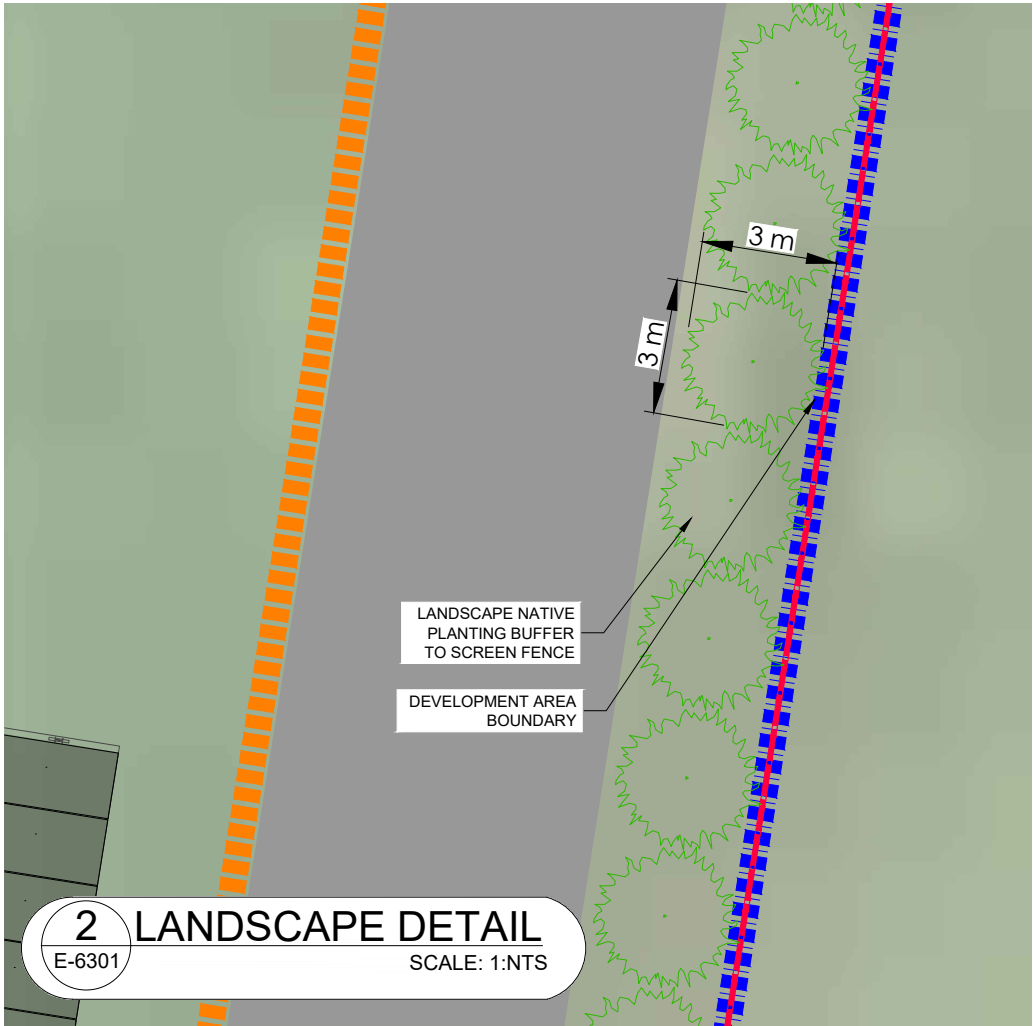 3 m
3 m
LANDSCAPE NATIVE
PLANTING BUFFER
TO SCREEN FENCE
DEVELOPMENT AREA
BOUNDARY
2
E-6301
LANDSCAPE DETAIL
SCALE: 1:NTS